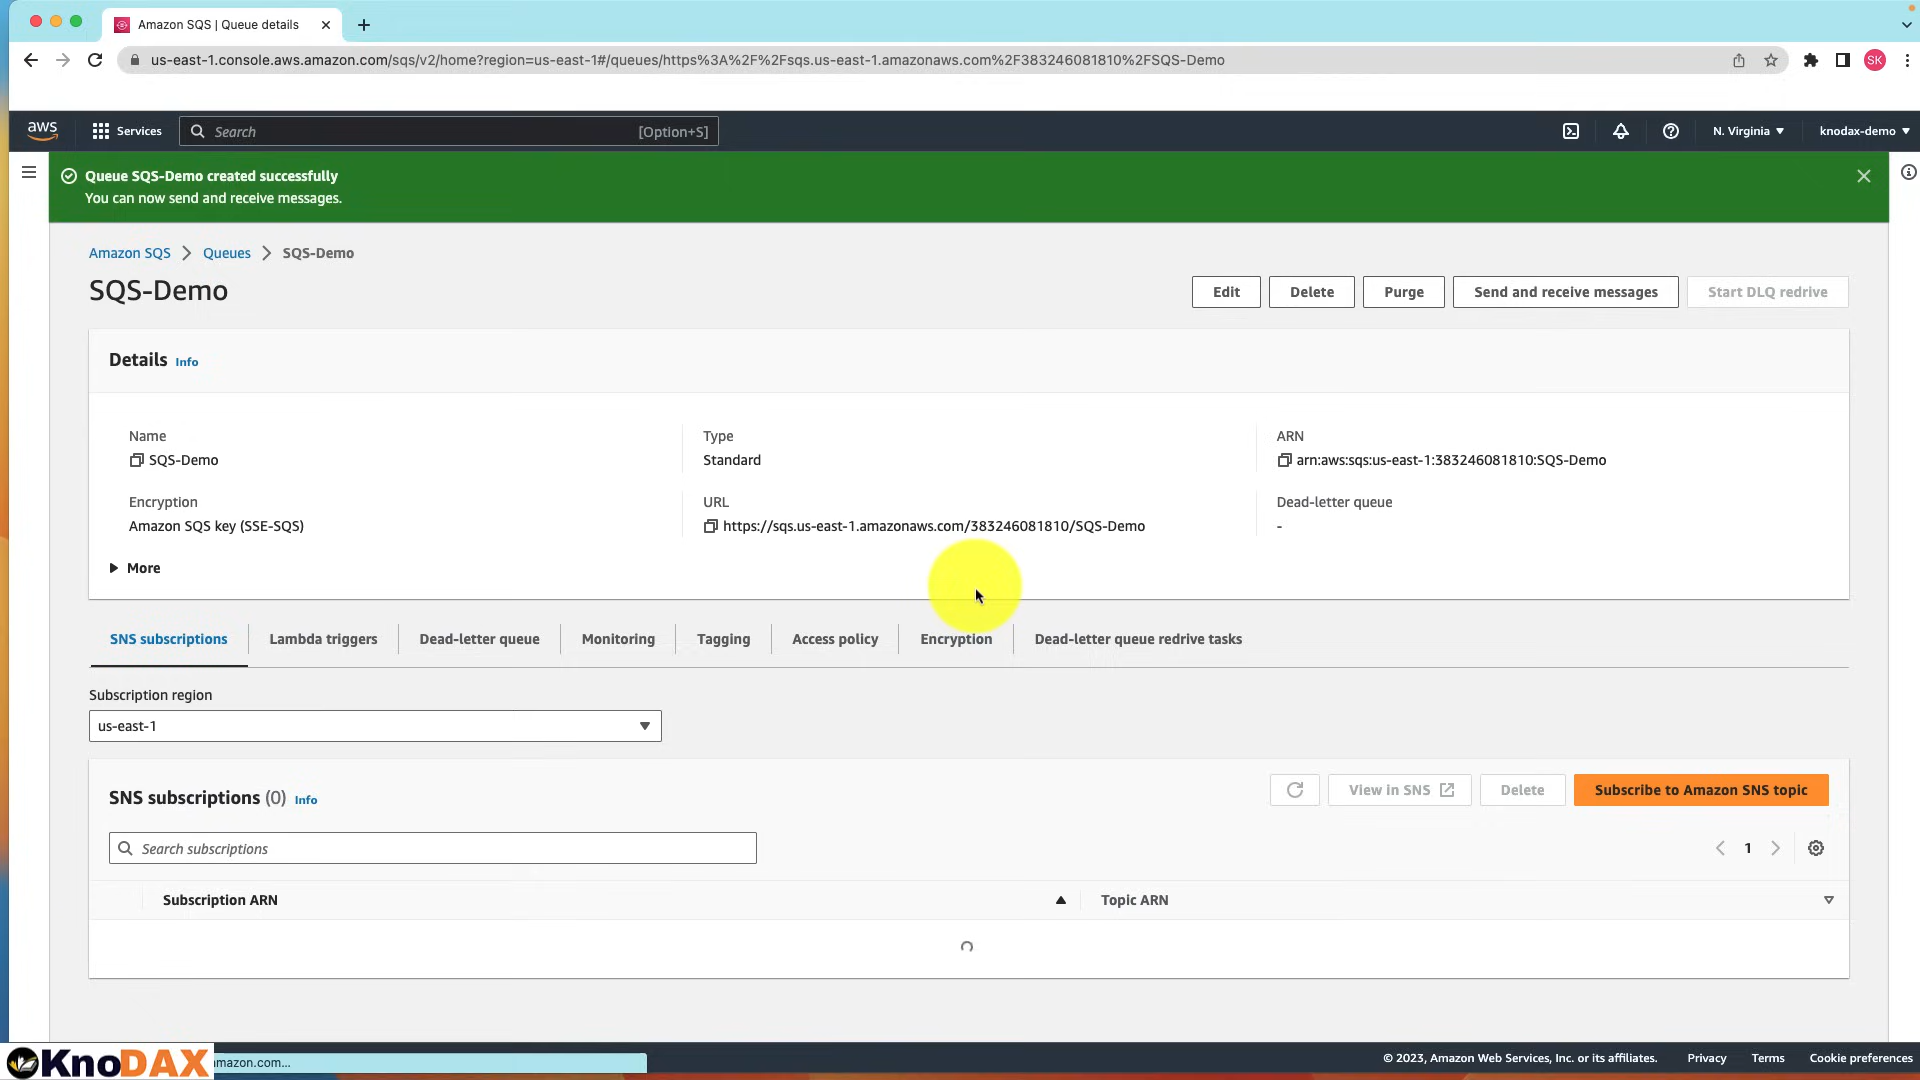 Amazon SQS | Queue details
us-east-1.console.aws.amazon.com/sqs/v2/home?region=us-east-1#/queues/https%3A%2F%2Fsqs.us-east-1.amazonaws.com%2F383246081810%2FSQS-Demo
SK
aws
Services
Search
[Option+S]
N. Virginia
knodax-demo
Queue SQS-Demo created successfully
You can now send and receive messages.
Amazon SQS
Queues
SQS-Demo
SQS-Demo
Edit
Delete
Purge
Send and receive messages
Start DLQ redrive
Details Info
Name
SQS-Demo
Type
Standard
ARN
arn:aws:sqs:us-east-1:383246081810:SQS-Demo
Encryption
Amazon SQS key (SSE-SQS)
URL
https://sqs.us-east-1.amazonaws.com/383246081810/SQS-Demo
Dead-letter queue
-
More
SNS subscriptions
Lambda triggers
Dead-letter queue
Monitoring
Tagging
Access policy
Encryption
Dead-letter queue redrive tasks
Subscription region
us-east-1
SNS subscriptions (0) Info
View in SNS
Delete
Subscribe to Amazon SNS topic
Search subscriptions
1
Subscription ARN
Topic ARN
KnoDAX
mazon.com...
© 2023, Amazon Web Services, Inc. or its affiliates.
Privacy
Terms
Cookie preferences